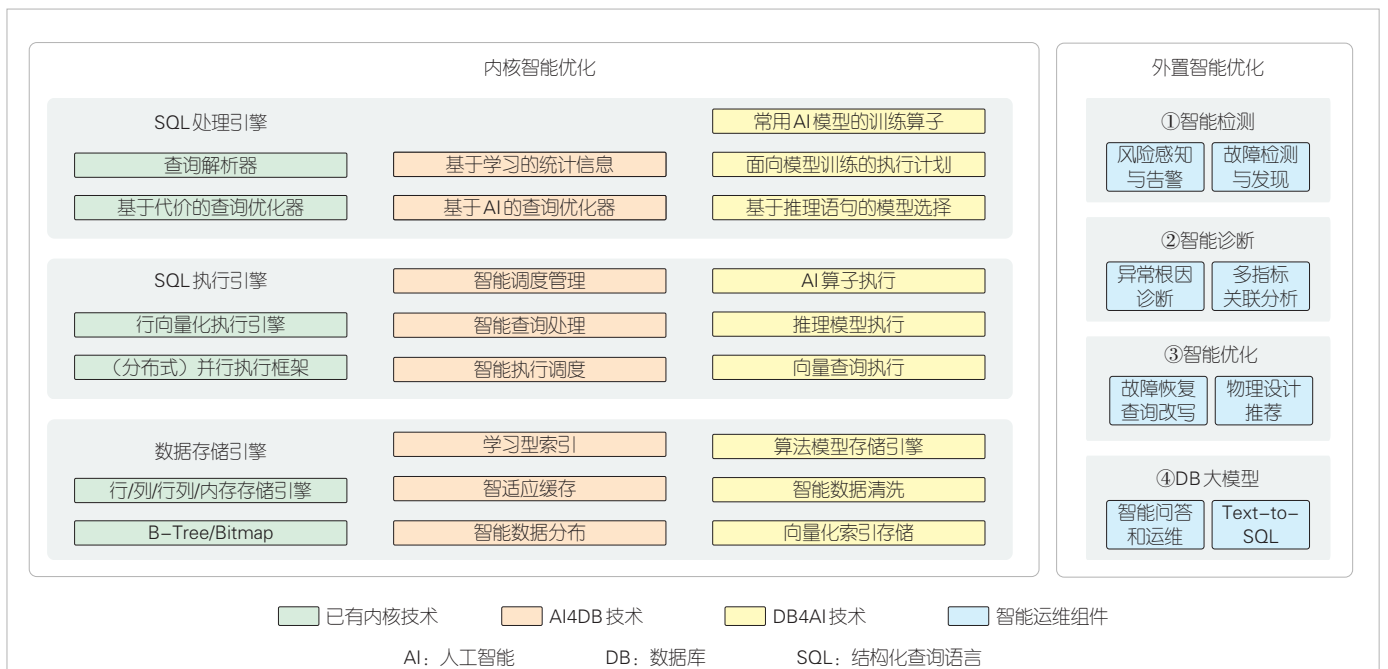 内核智能优化
SQL处理引擎
常用AI模型的训练算子
查询解析器
基于学习的统计信息
面向模型训练的执行计划
基于代价的查询优化器
基于AI的查询优化器
基于推理语句的模型选择
SQL执行引擎
智能调度管理
AI算子执行
行向量化执行引擎
智能查询处理
推理模型执行
（分布式）并行执行框架
智能执行调度
向量查询执行
数据存储引擎
学习型索引
算法模型存储引擎
行/列/行列/内存存储引擎
智适应缓存
智能数据清洗
B-Tree/Bitmap
智能数据分布
向量化索引存储
外置智能优化
①智能检测
风险感知
与告警
故障检测
与发现
②智能诊断
异常根因
诊断
多指标
关联分析
③智能优化
故障恢复
查询改写
物理设计
推荐
④DB大模型
智能问答
和运维
Text-to-
SQL
已有内核技术
AI4DB技术
DB4AI技术
智能运维组件
AI：人工智能
DB：数据库
SQL：结构化查询语言